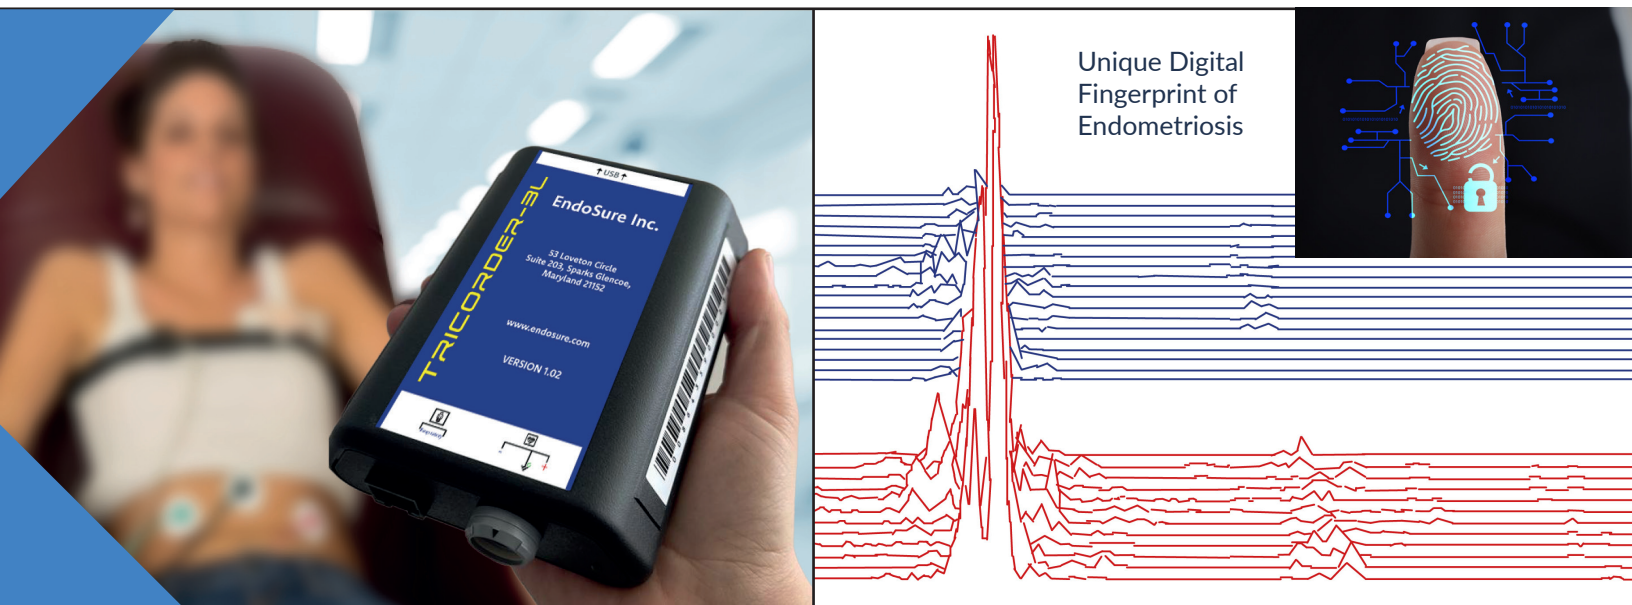 ↑ USB ↑
TRICORDER-3L
EndoSure Inc.
53 Loveton Circle
Suite 203, Sparks Glencoe,
Maryland 21152
www.endosure.com
VERSION 1.02
Unique Digital
Fingerprint of
Endometriosis